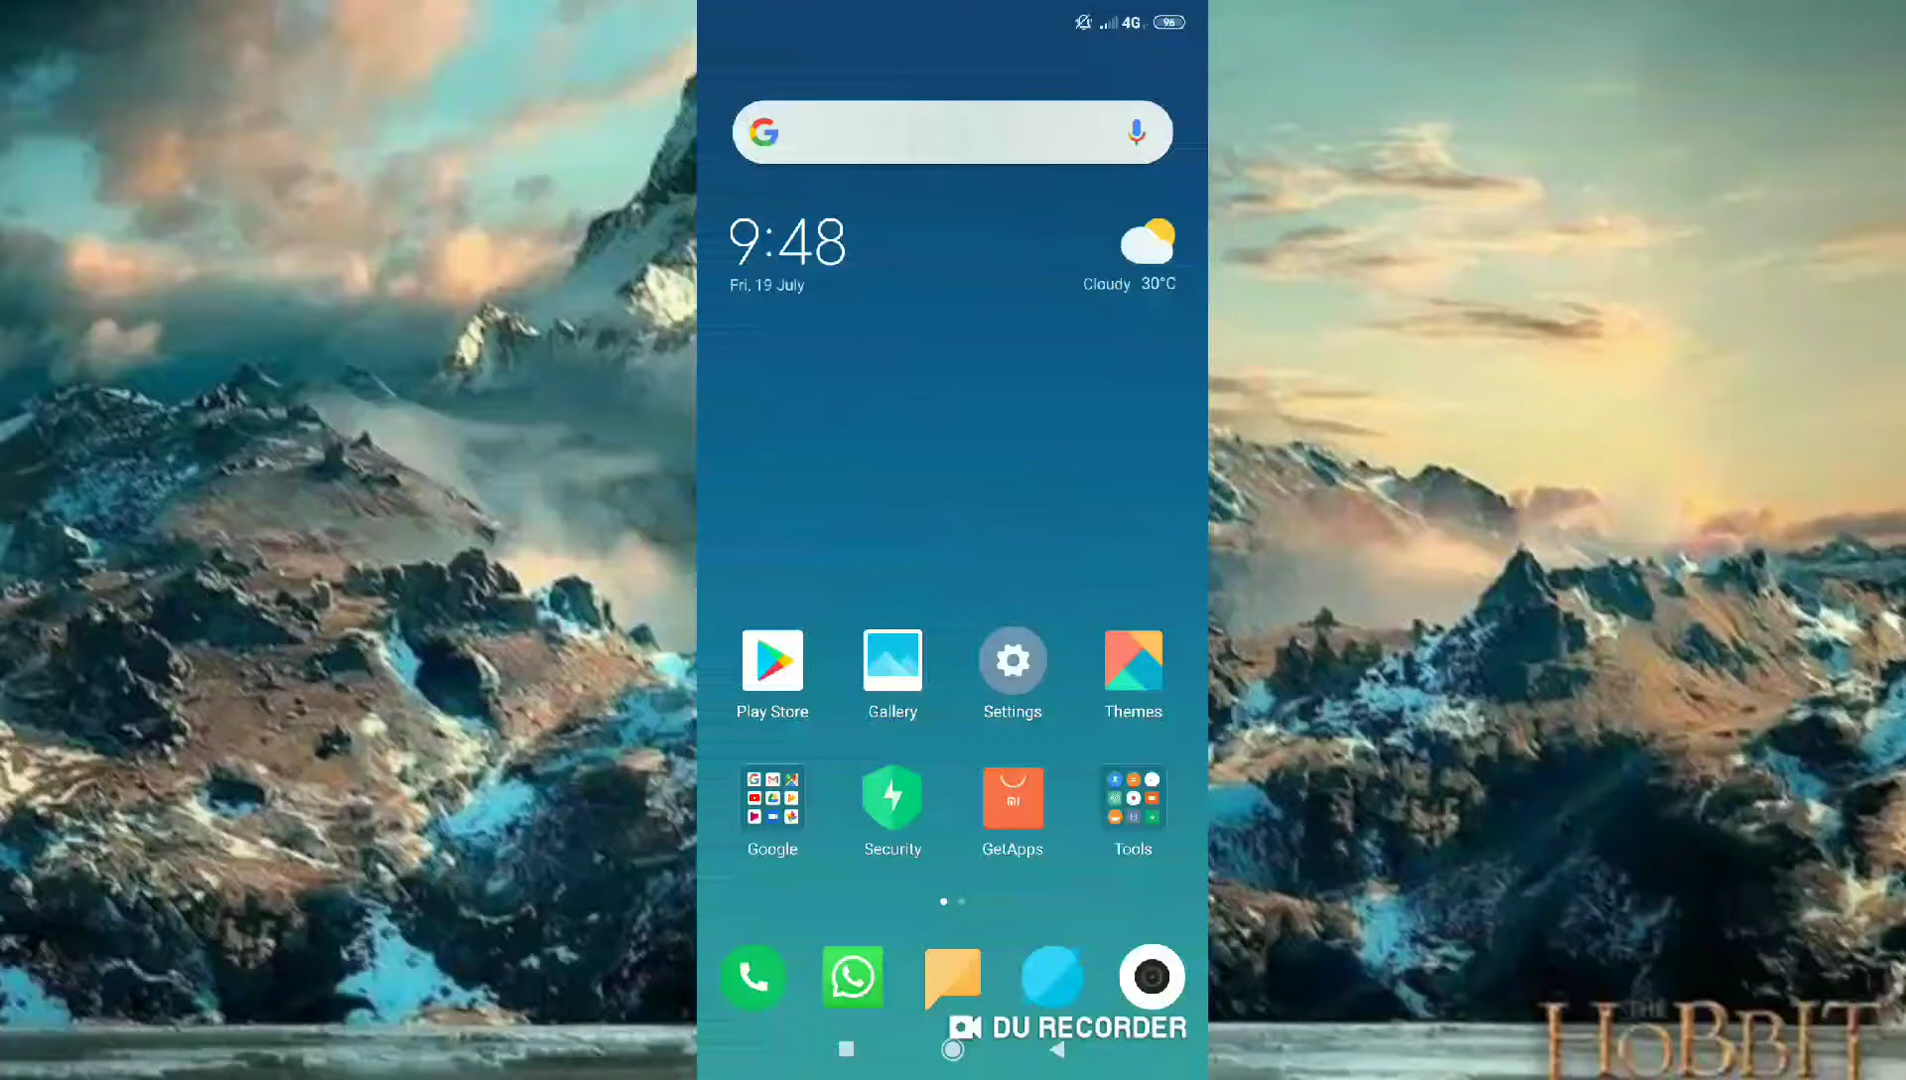 4G 96
9:48
Fri, 19 July
Cloudy 30°C
Play Store Gallery Settings Themes
MI
Google Security GetApps Tools
DU RECORDER
THE
HOBBIT